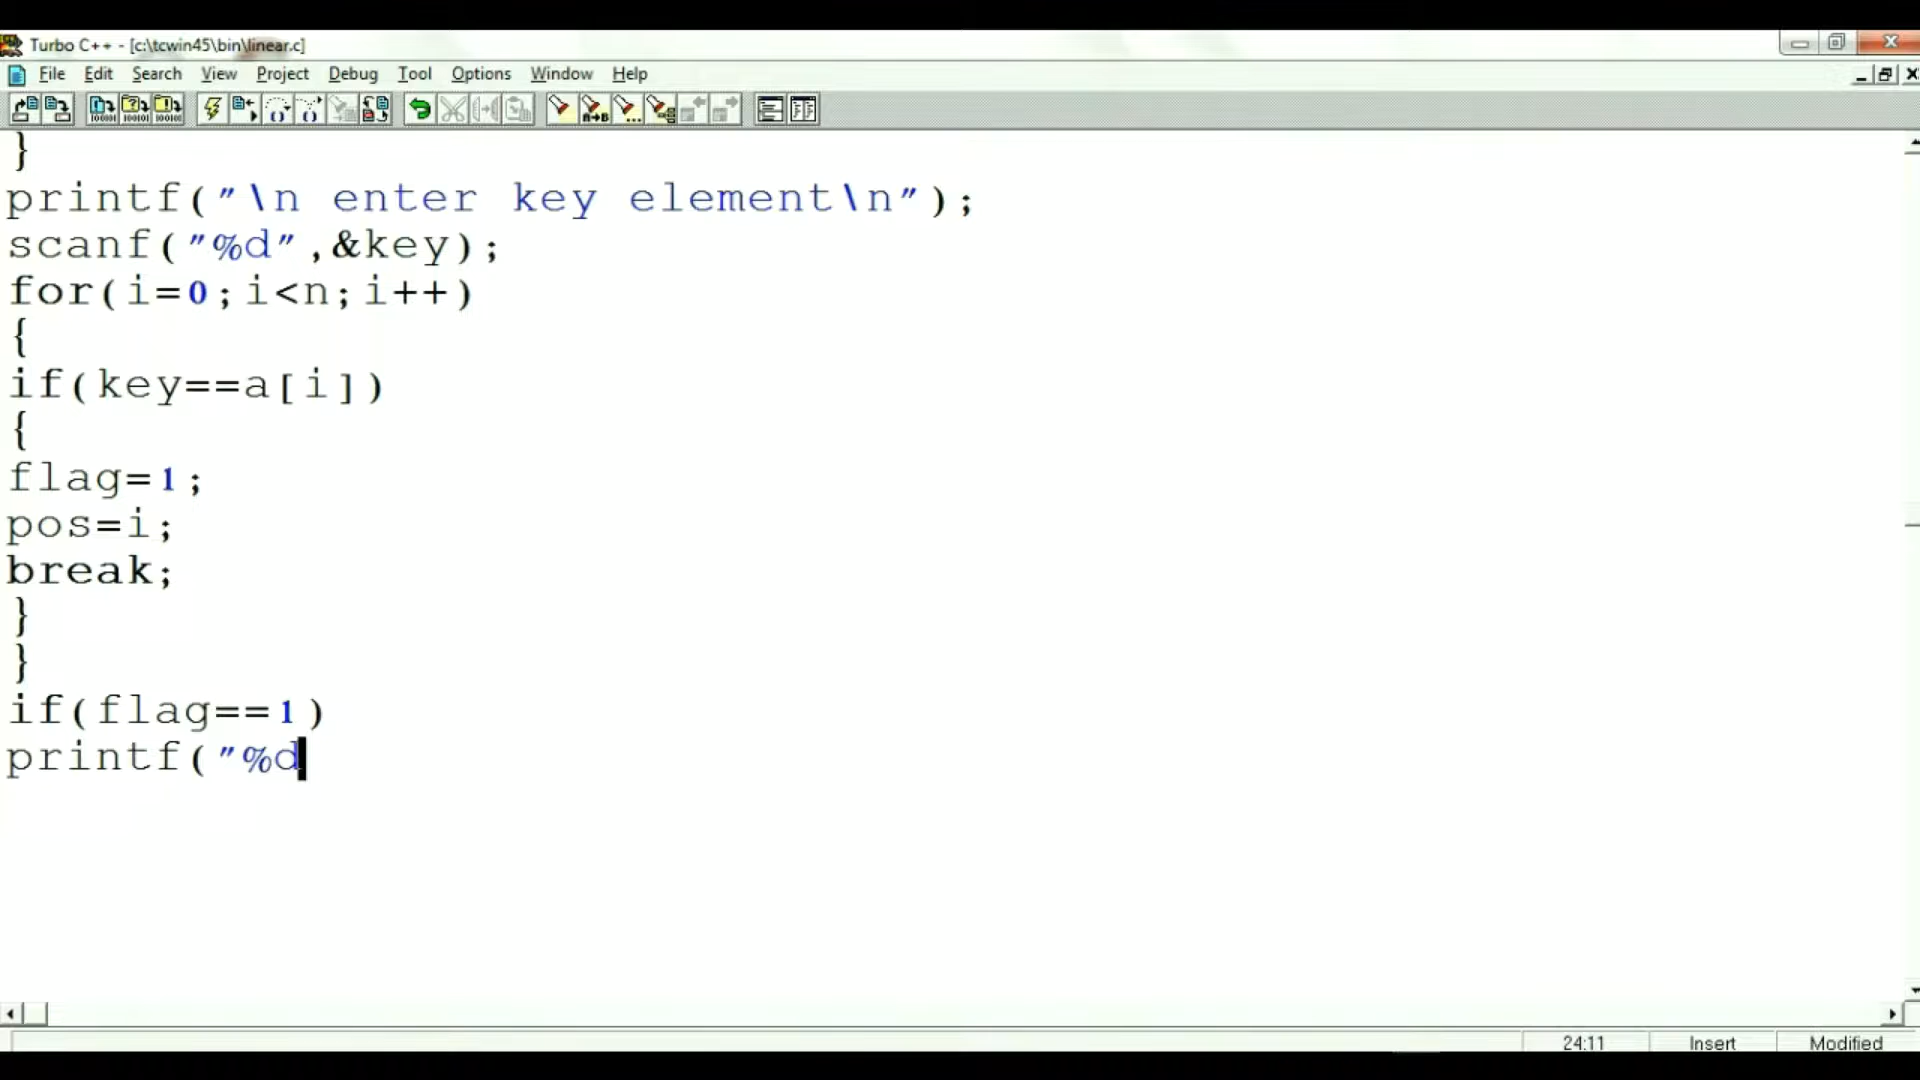 Turbo C++ - [c:\tcwin45\bin\linear.c]
File Edit Search View Project Debug Tool Options Window Help
}
printf("\n enter key element\n");
scanf("%d",&key);
for(i=0;i<n;i++)
{
if(key==a[i])
{
flag=1;
pos=i;
break;
}
}
if(flag==1)
printf("%d
24:11 Insert Modified